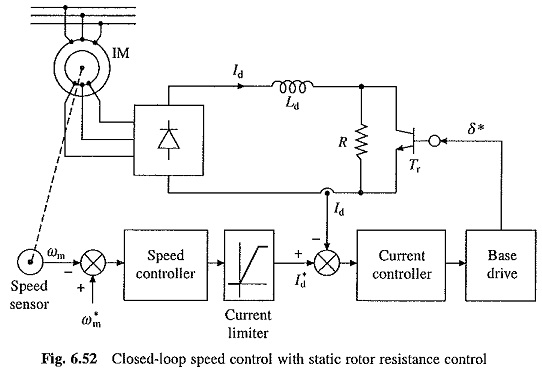 IM
I_d
L_d
R
T_r
δ*
I_d
ω_m
−
+
ω*_m
Speed
sensor
Speed
controller
Current
limiter
+
I*_d
−
Current
controller
Base
drive
Fig. 6.52 Closed-loop speed control with static rotor resistance control